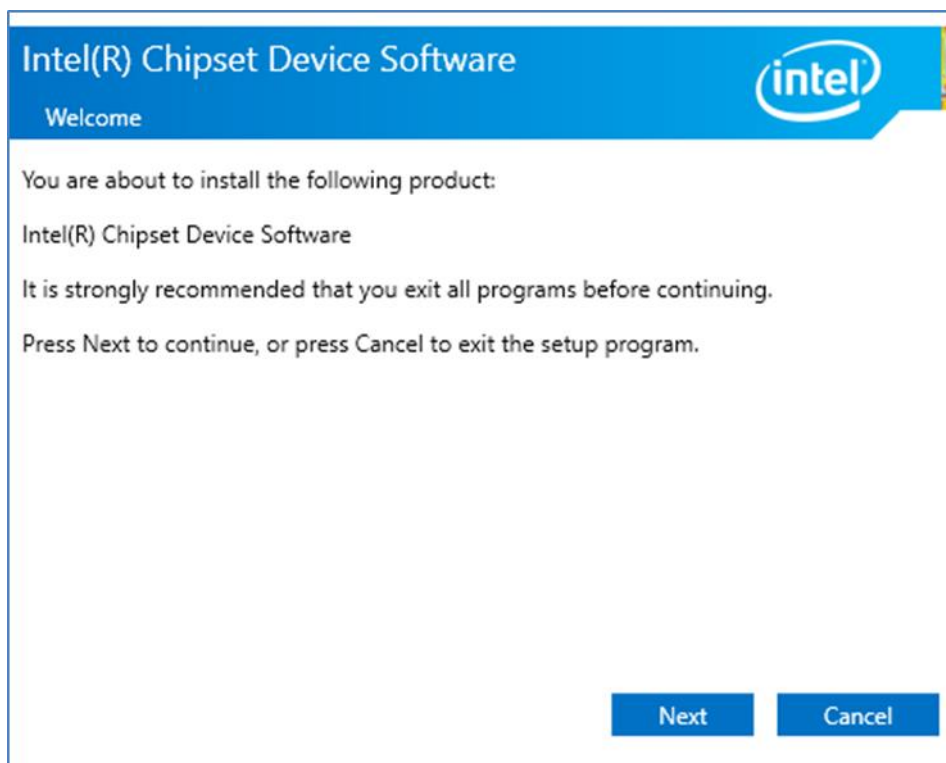 Intel(R) Chipset Device Software
intel
Welcome
You are about to install the following product:
Intel(R) Chipset Device Software
It is strongly recommended that you exit all programs before continuing.
Press Next to continue, or press Cancel to exit the setup program.
Next
Cancel